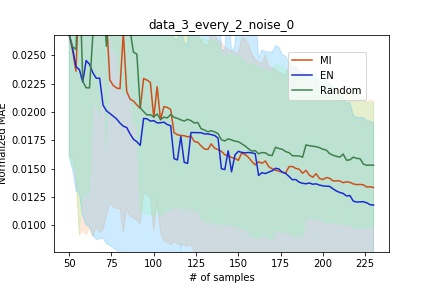 data_3_every_2_noise_0
0.0250
0.0225
0.0200
0.0175
0.0150
0.0125
0.0100
Normalized MAE
MI
EN
Random
50 75 100 125 150 175 200 225
# of samples